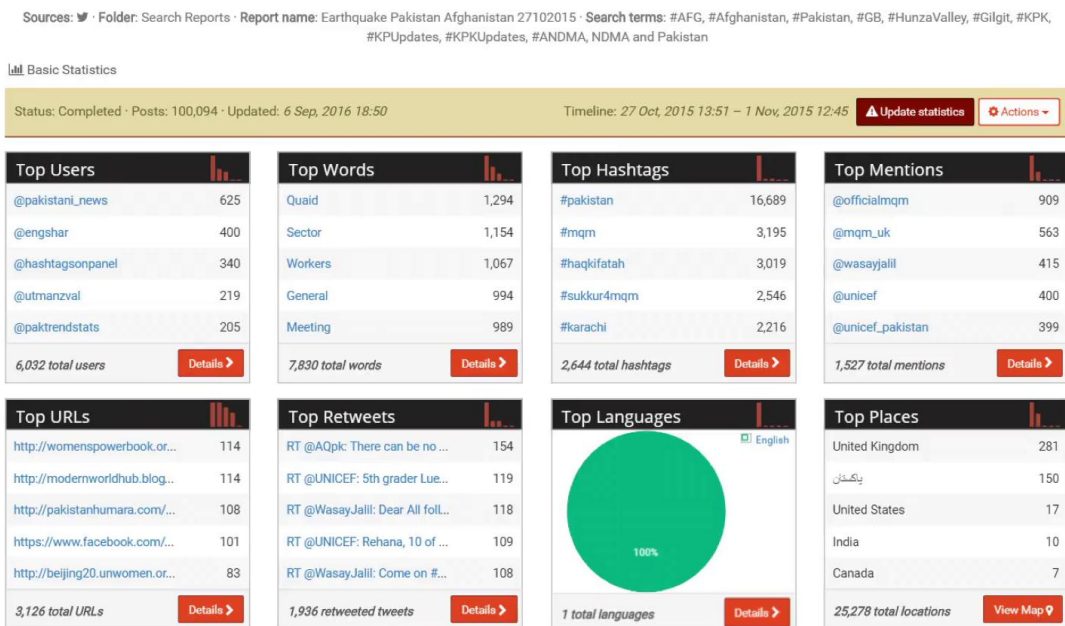 Sources: · Folder: Search Reports · Report name: Earthquake Pakistan Afghanistan 27102015 · Search terms: #AFG, #Afghanistan, #Pakistan, #GB, #HunzaValley, #Gilgit, #KPK,
#KPUpdates, #KPKUpdates, #ANDMA, NDMA and Pakistan
Basic Statistics
Status: Completed · Posts: 100,094 · Updated: 6 Sep, 2016 18:50 Timeline: 27 Oct, 2015 13:51 – 1 Nov, 2015 12:45 Update statistics Actions
Top Users
@pakistani_news 625
@engshar 400
@hashtagsonpanel 340
@utmanzval 219
@paktrendstats 205
6,032 total users Details
Top Words
Quaid 1,294
Sector 1,154
Workers 1,067
General 994
Meeting 989
7,830 total words Details
Top Hashtags
#pakistan 16,689
#mqm 3,195
#haqkifatah 3,019
#sukkur4mqm 2,546
#karachi 2,216
2,644 total hashtags Details
Top Mentions
@officialmqm 909
@mqm_uk 563
@wasayjalil 415
@unicef 400
@unicef_pakistan 399
1,527 total mentions Details
Top URLs
http://womenspowerbook.or... 114
http://modernworldhub.blog... 114
http://pakistanhumara.com/... 108
https://www.facebook.com/... 101
http://beijing20.unwomen.or... 83
3,126 total URLs Details
Top Retweets
RT @AQpk: There can be no ... 154
RT @UNICEF: 5th grader Lue... 119
RT @WasayJalil: Dear All foll... 118
RT @UNICEF: Rehana, 10 of ... 109
RT @WasayJalil: Come on #... 108
1,936 retweeted tweets Details
Top Languages
English
100%
1 total languages Details
Top Places
United Kingdom 281
پاکستان 150
United States 17
India 10
Canada 7
25,278 total locations View Map